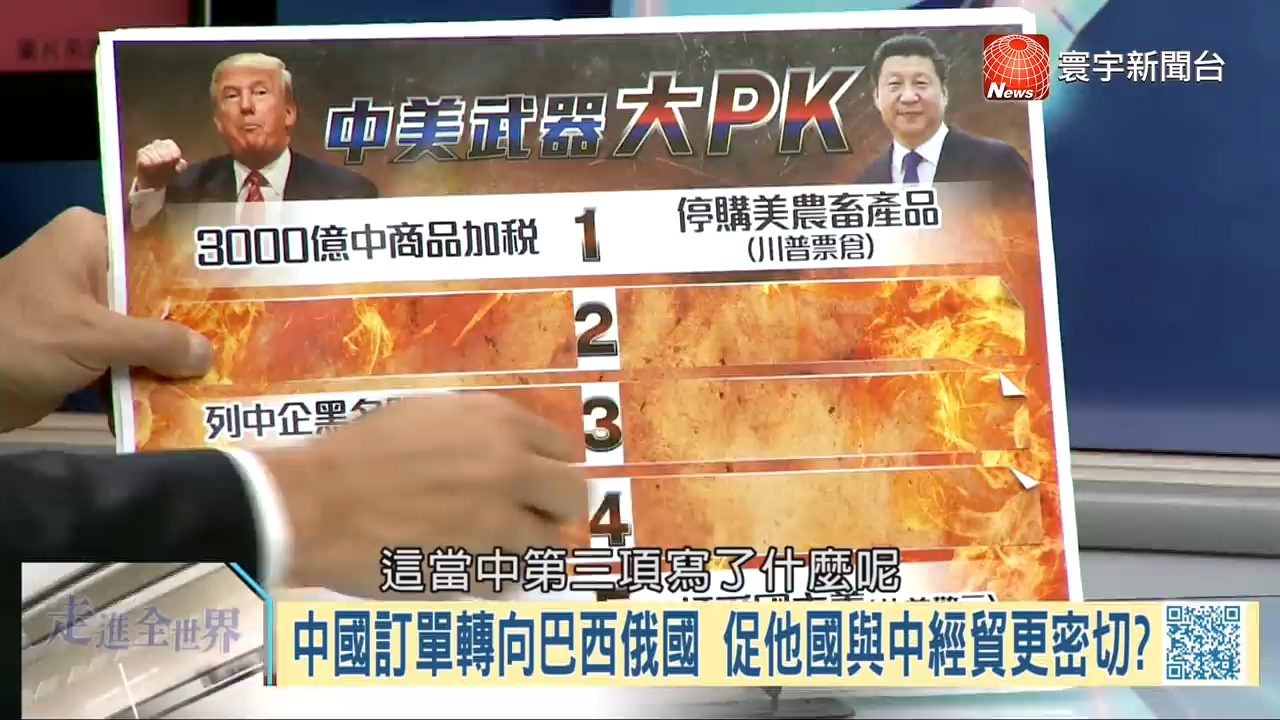 寰宇新聞台
News
中美武器大PK
3000億中商品加稅
1
停購美農畜產品
(川普票倉)
2
列中企黑
3
4
這當中第三項寫了什麼呢
走進全世界
中國訂單轉向巴西俄國 促他國與中經貿更密切?